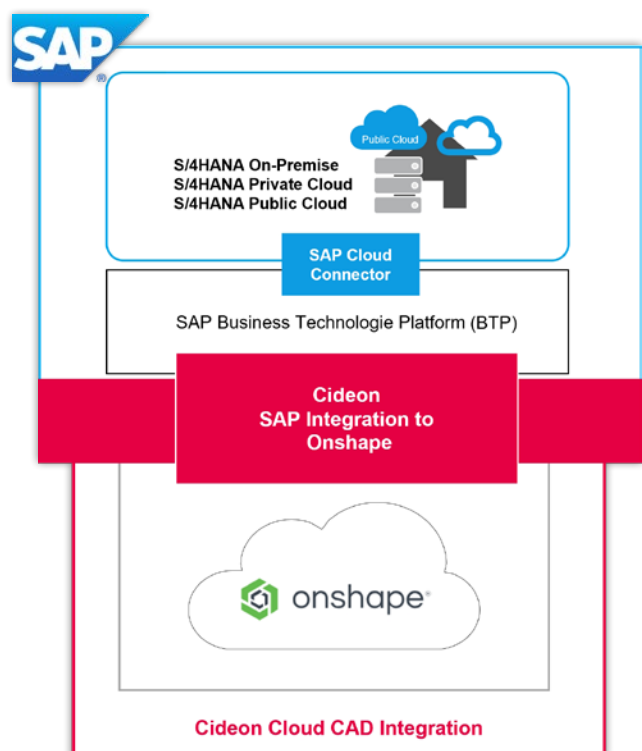 SAP®
Public Cloud
S/4HANA On-Premise
S/4HANA Private Cloud
S/4HANA Public Cloud
SAP Cloud
Connector
SAP Business Technologie Platform (BTP)
Cideon
SAP Integration to
Onshape
onshape®
Cideon Cloud CAD Integration